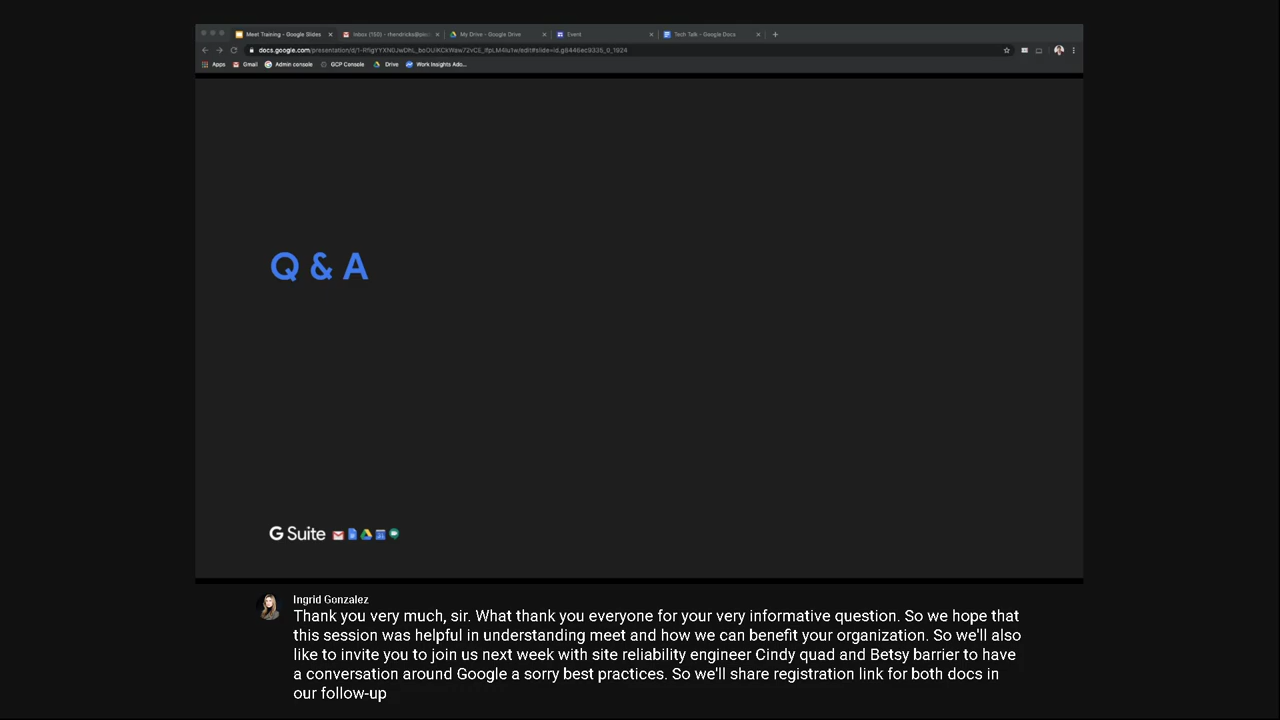 Meet Training - Google Slides
Inbox (150) - rhendricks@pied
My Drive - Google Drive
Event
Tech Talk - Google Docs
Apps
Gmail
Admin console
GCP Console
Drive
Work Insights Ado...
Q & A
G Suite
Ingrid Gonzalez
Thank you very much, sir. What thank you everyone for your very informative question. So we hope that
this session was helpful in understanding meet and how we can benefit your organization. So we'll also
like to invite you to join us next week with site reliability engineer Cindy quad and Betsy barrier to have
a conversation around Google a sorry best practices. So we'll share registration link for both docs in
our follow-up